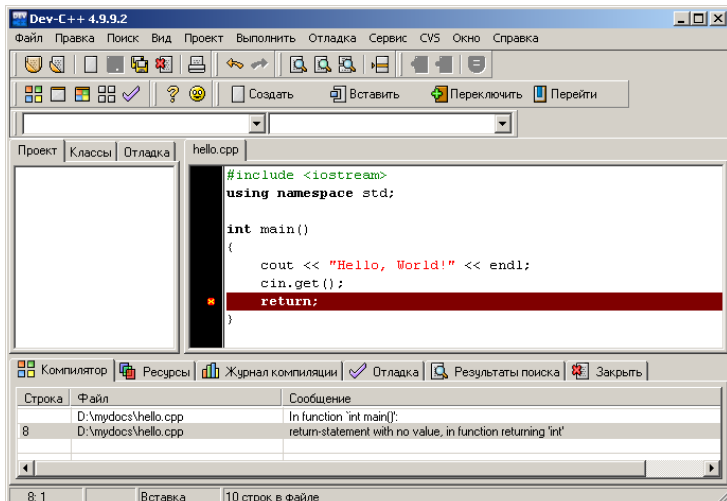 Dev-C++ 4.9.9.2
Файл Правка Поиск Вид Проект Выполнить Отладка Сервис CVS Окно Справка
Создать Вставить Переключить Перейти
Проект Классы Отладка hello.cpp
#include <iostream>
using namespace std;
int main()
{
cout << "Hello, World!" << endl;
cin.get();
return;
}
Компилятор Ресурсы Журнал компиляции Отладка Результаты поиска Закрыть
Строка Файл Сообщение
D:\mydocs\hello.cpp In function `int main()':
8 D:\mydocs\hello.cpp return-statement with no value, in function returning 'int'
8: 1 Вставка 10 строк в файле